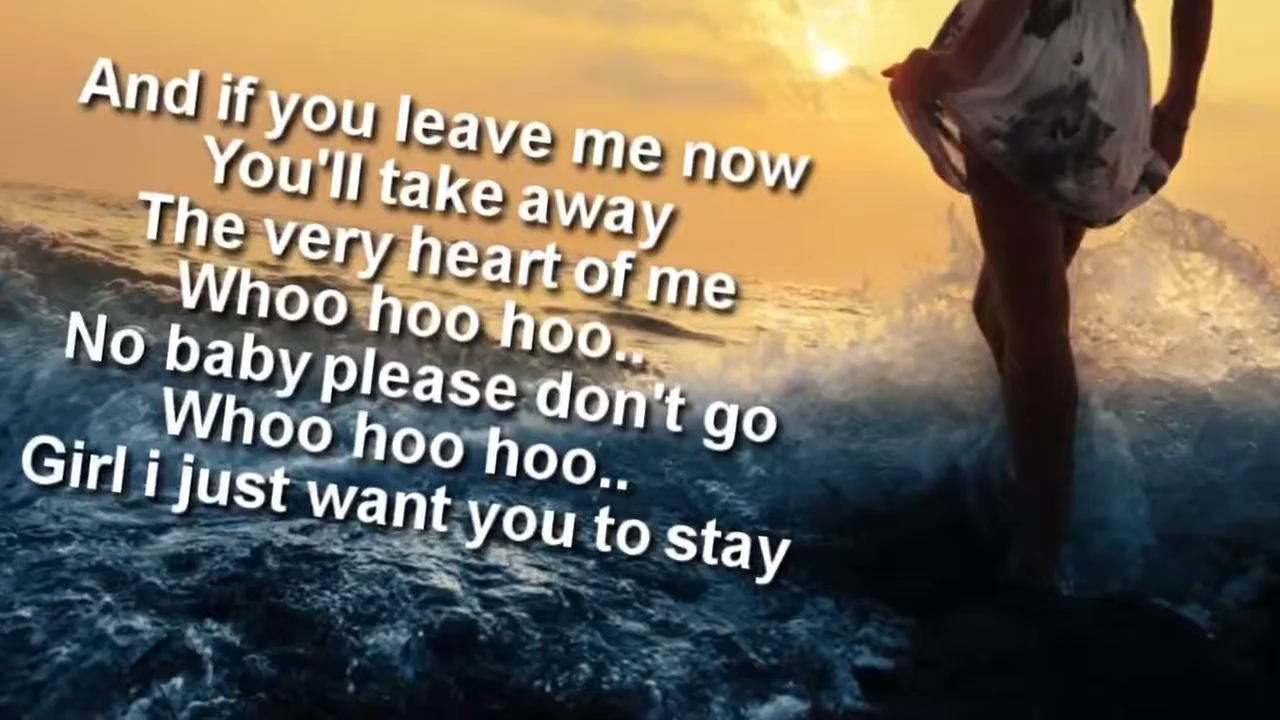 And if you leave me now
You'll take away
The very heart of me
Whoo hoo hoo..
No baby please don't go
Whoo hoo hoo..
Girl i just want you to stay